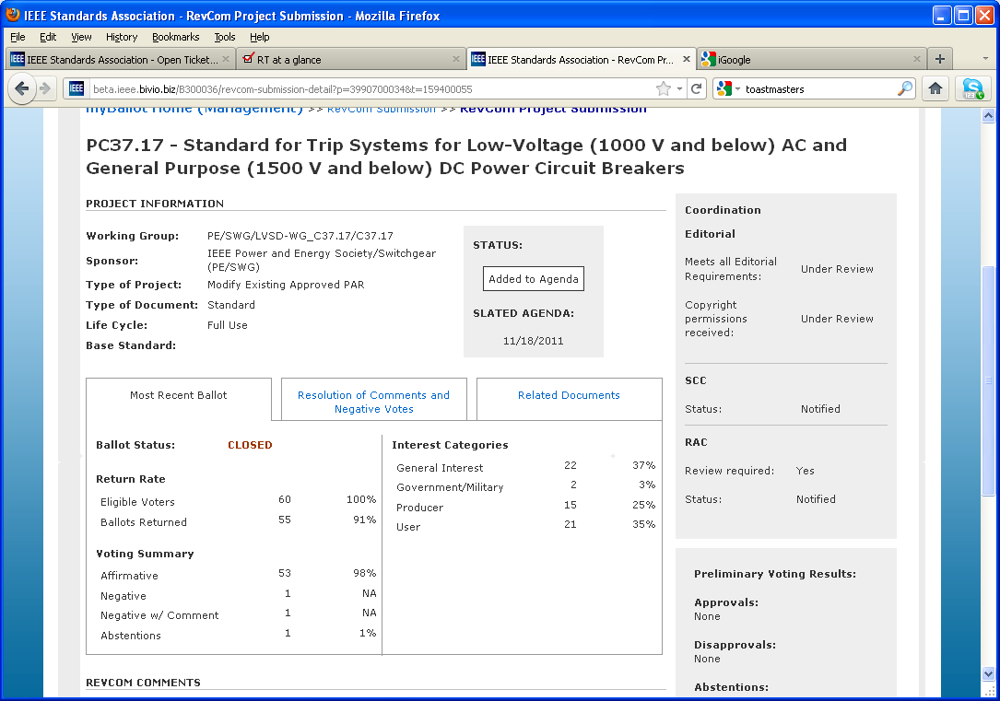 IEEE Standards Association - RevCom Project Submission - Mozilla Firefox
File Edit View History Bookmarks Tools Help
IEEE IEEE Standards Association - Open Ticket...
RT at a glance
IEEE IEEE Standards Association - RevCom Pr...
iGoogle
IEEE beta.ieee.bivio.biz/B300036/revcom-submission-detail?p=3990700034&t=159400055
toastmasters
myBallot Home (Management) >> RevCom Submission >> RevCom Project Submission
PC37.17 - Standard for Trip Systems for Low-Voltage (1000 V and below) AC and
General Purpose (1500 V and below) DC Power Circuit Breakers
PROJECT INFORMATION
Working Group: PE/SWG/LVSD-WG_C37.17/C37.17
Sponsor: IEEE Power and Energy Society/Switchgear
(PE/SWG)
Type of Project: Modify Existing Approved PAR
Type of Document: Standard
Life Cycle: Full Use
Base Standard:
STATUS:
Added to Agenda
SLATED AGENDA:
11/18/2011
Most Recent Ballot
Resolution of Comments and
Negative Votes
Related Documents
Ballot Status: CLOSED
Return Rate
Eligible Voters 60 100%
Ballots Returned 55 91%
Voting Summary
Affirmative 53 98%
Negative 1 NA
Negative w/ Comment 1 NA
Abstentions 1 1%
Interest Categories
General Interest 22 37%
Government/Military 2 3%
Producer 15 25%
User 21 35%
REVCOM COMMENTS
Coordination
Editorial
Meets all Editorial
Requirements: Under Review
Copyright
permissions
received: Under Review
SCC
Status: Notified
RAC
Review required: Yes
Status: Notified
Preliminary Voting Results:
Approvals:
None
Disapprovals:
None
Abstentions: